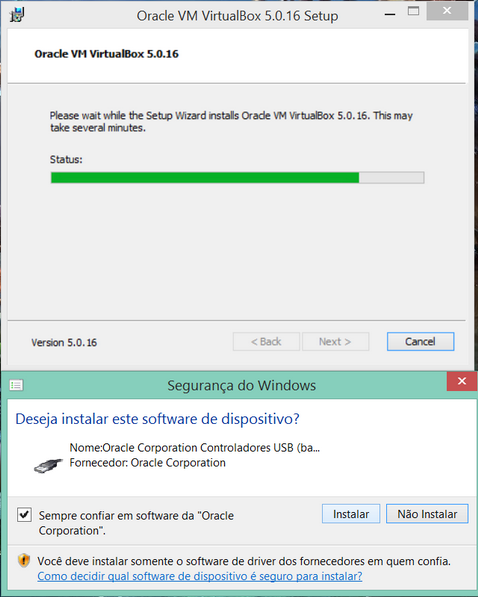 Oracle VM VirtualBox 5.0.16 Setup
Oracle VM VirtualBox 5.0.16
Please wait while the Setup Wizard installs Oracle VM VirtualBox 5.0.16. This may
take several minutes.
Status:
Version 5.0.16
< Back
Next >
Cancel
Segurança do Windows
Deseja instalar este software de dispositivo?
Nome:Oracle Corporation Controladores USB (ba...
Fornecedor: Oracle Corporation
Sempre confiar em software da "Oracle
Corporation".
Instalar
Não Instalar
Você deve instalar somente o software de driver dos fornecedores em quem confia.
Como decidir qual software de dispositivo é seguro para instalar?